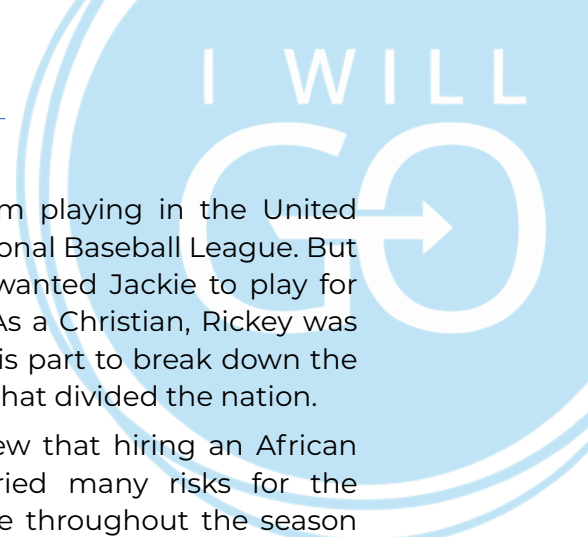 I WILL
GO
m playing in the United
onal Baseball League. But
wanted Jackie to play for
As a Christian, Rickey was
is part to break down the
hat divided the nation.
ew that hiring an African
ried many risks for the
e throughout the season